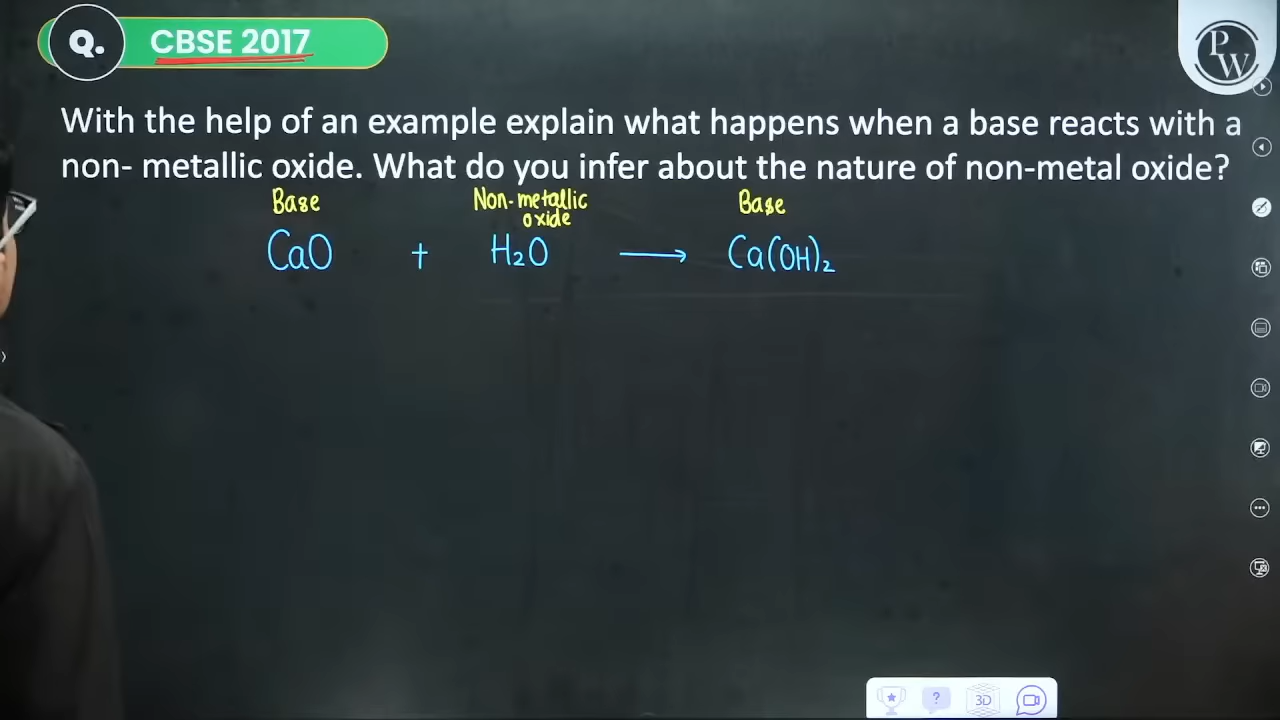 Q. CBSE 2017
PW
With the help of an example explain what happens when a base reacts with a
non- metallic oxide. What do you infer about the nature of non-metal oxide?
Base Non-metallic oxide Base
CaO + H₂O ⟶ Ca(OH)₂
? 3D